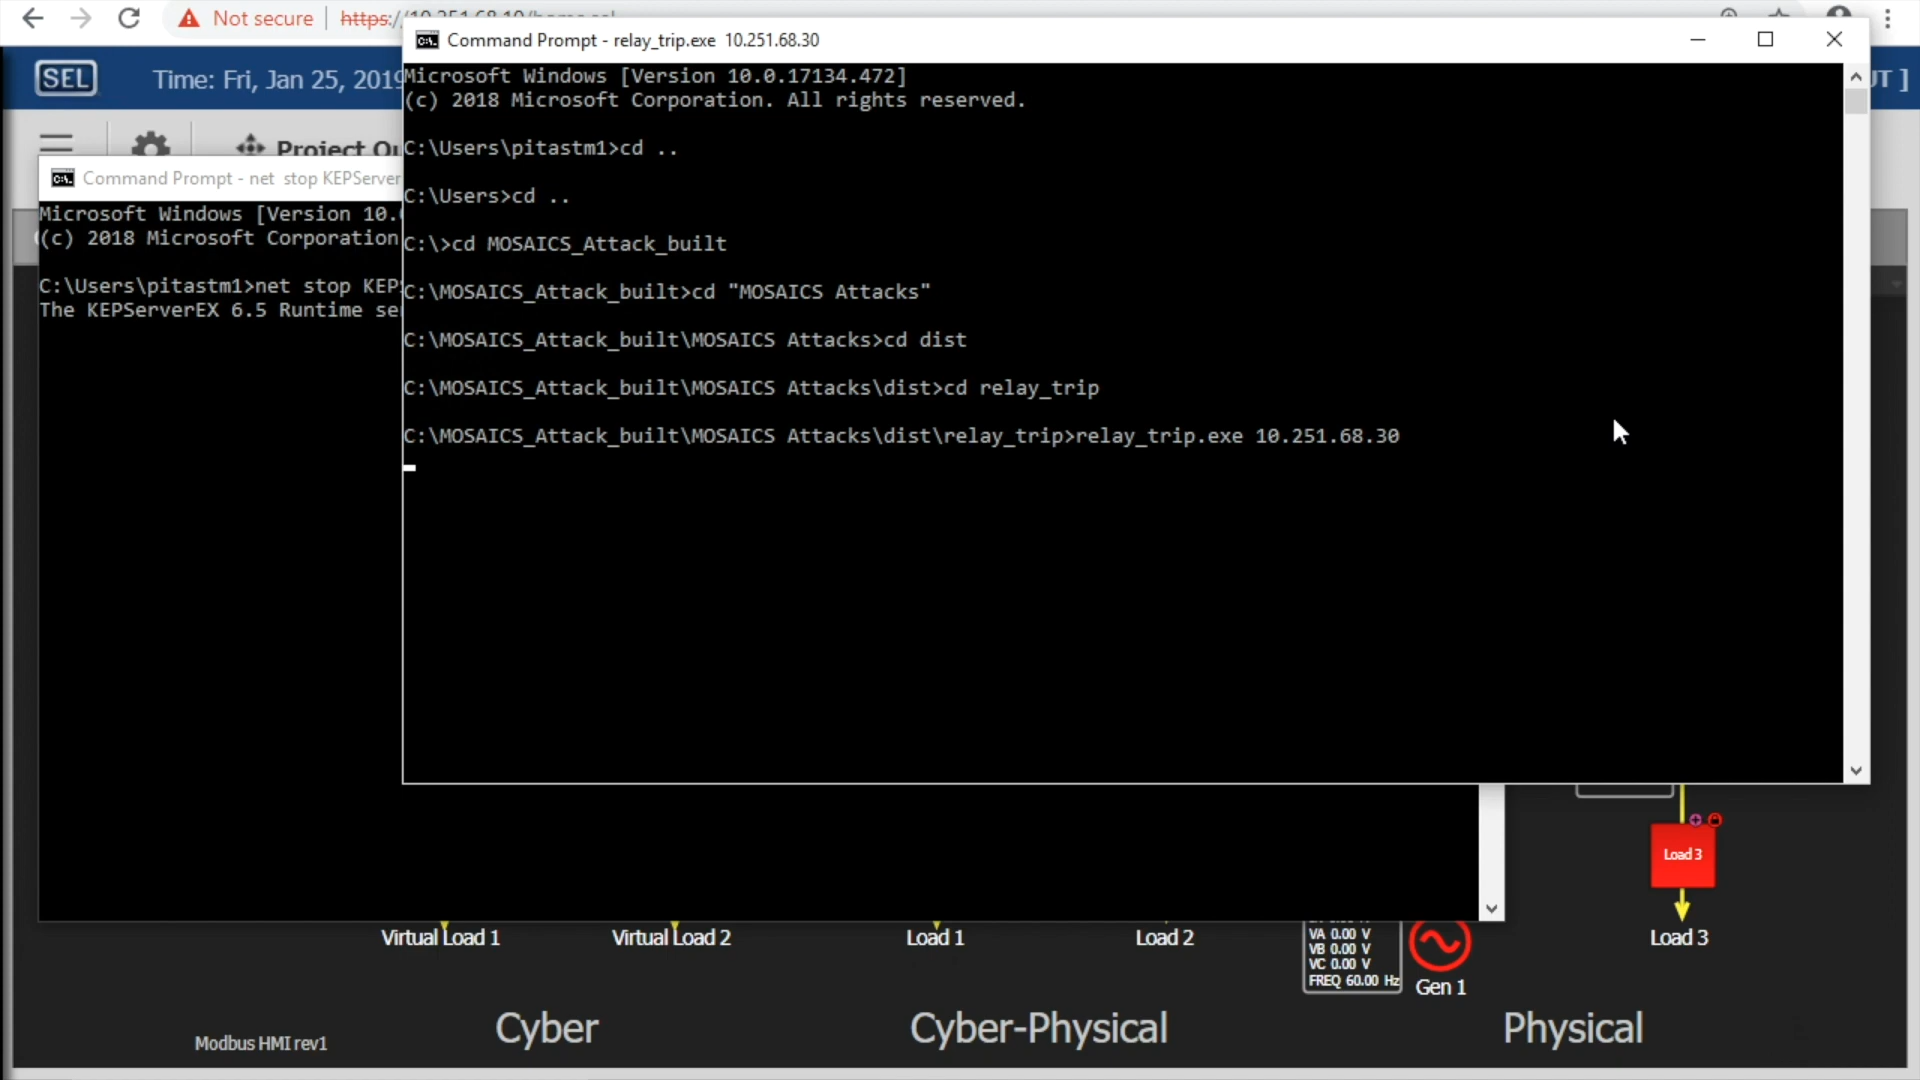 Not secure
https:/
Command Prompt - relay_trip.exe 10.251.68.30
SEL
Time: Fri, Jan 25, 2019
UT ]
Microsoft Windows [Version 10.0.17134.472]
(c) 2018 Microsoft Corporation. All rights reserved.
Project
C:\Users\pitastm1>cd ..
Command Prompt - net stop KEPServer
C:\Users>cd ..
Microsoft Windows [Version 10.
(c) 2018 Microsoft Corporation
C:\>cd MOSAICS_Attack_built
C:\Users\pitastm1>net stop KEP
The KEPServerEX 6.5 Runtime se
C:\MOSAICS_Attack_built>cd "MOSAICS Attacks"
C:\MOSAICS_Attack_built\MOSAICS Attacks>cd dist
C:\MOSAICS_Attack_built\MOSAICS Attacks\dist>cd relay_trip
C:\MOSAICS_Attack_built\MOSAICS Attacks\dist\relay_trip>relay_trip.exe 10.251.68.30
Load 3
Virtual Load 1
Virtual Load 2
Load 1
Load 2
VA 0.00 V
VB 0.00 V
VC 0.00 V
FREQ 60.00 Hz
Gen 1
Load 3
Cyber
Cyber-Physical
Physical
Modbus HMI rev1